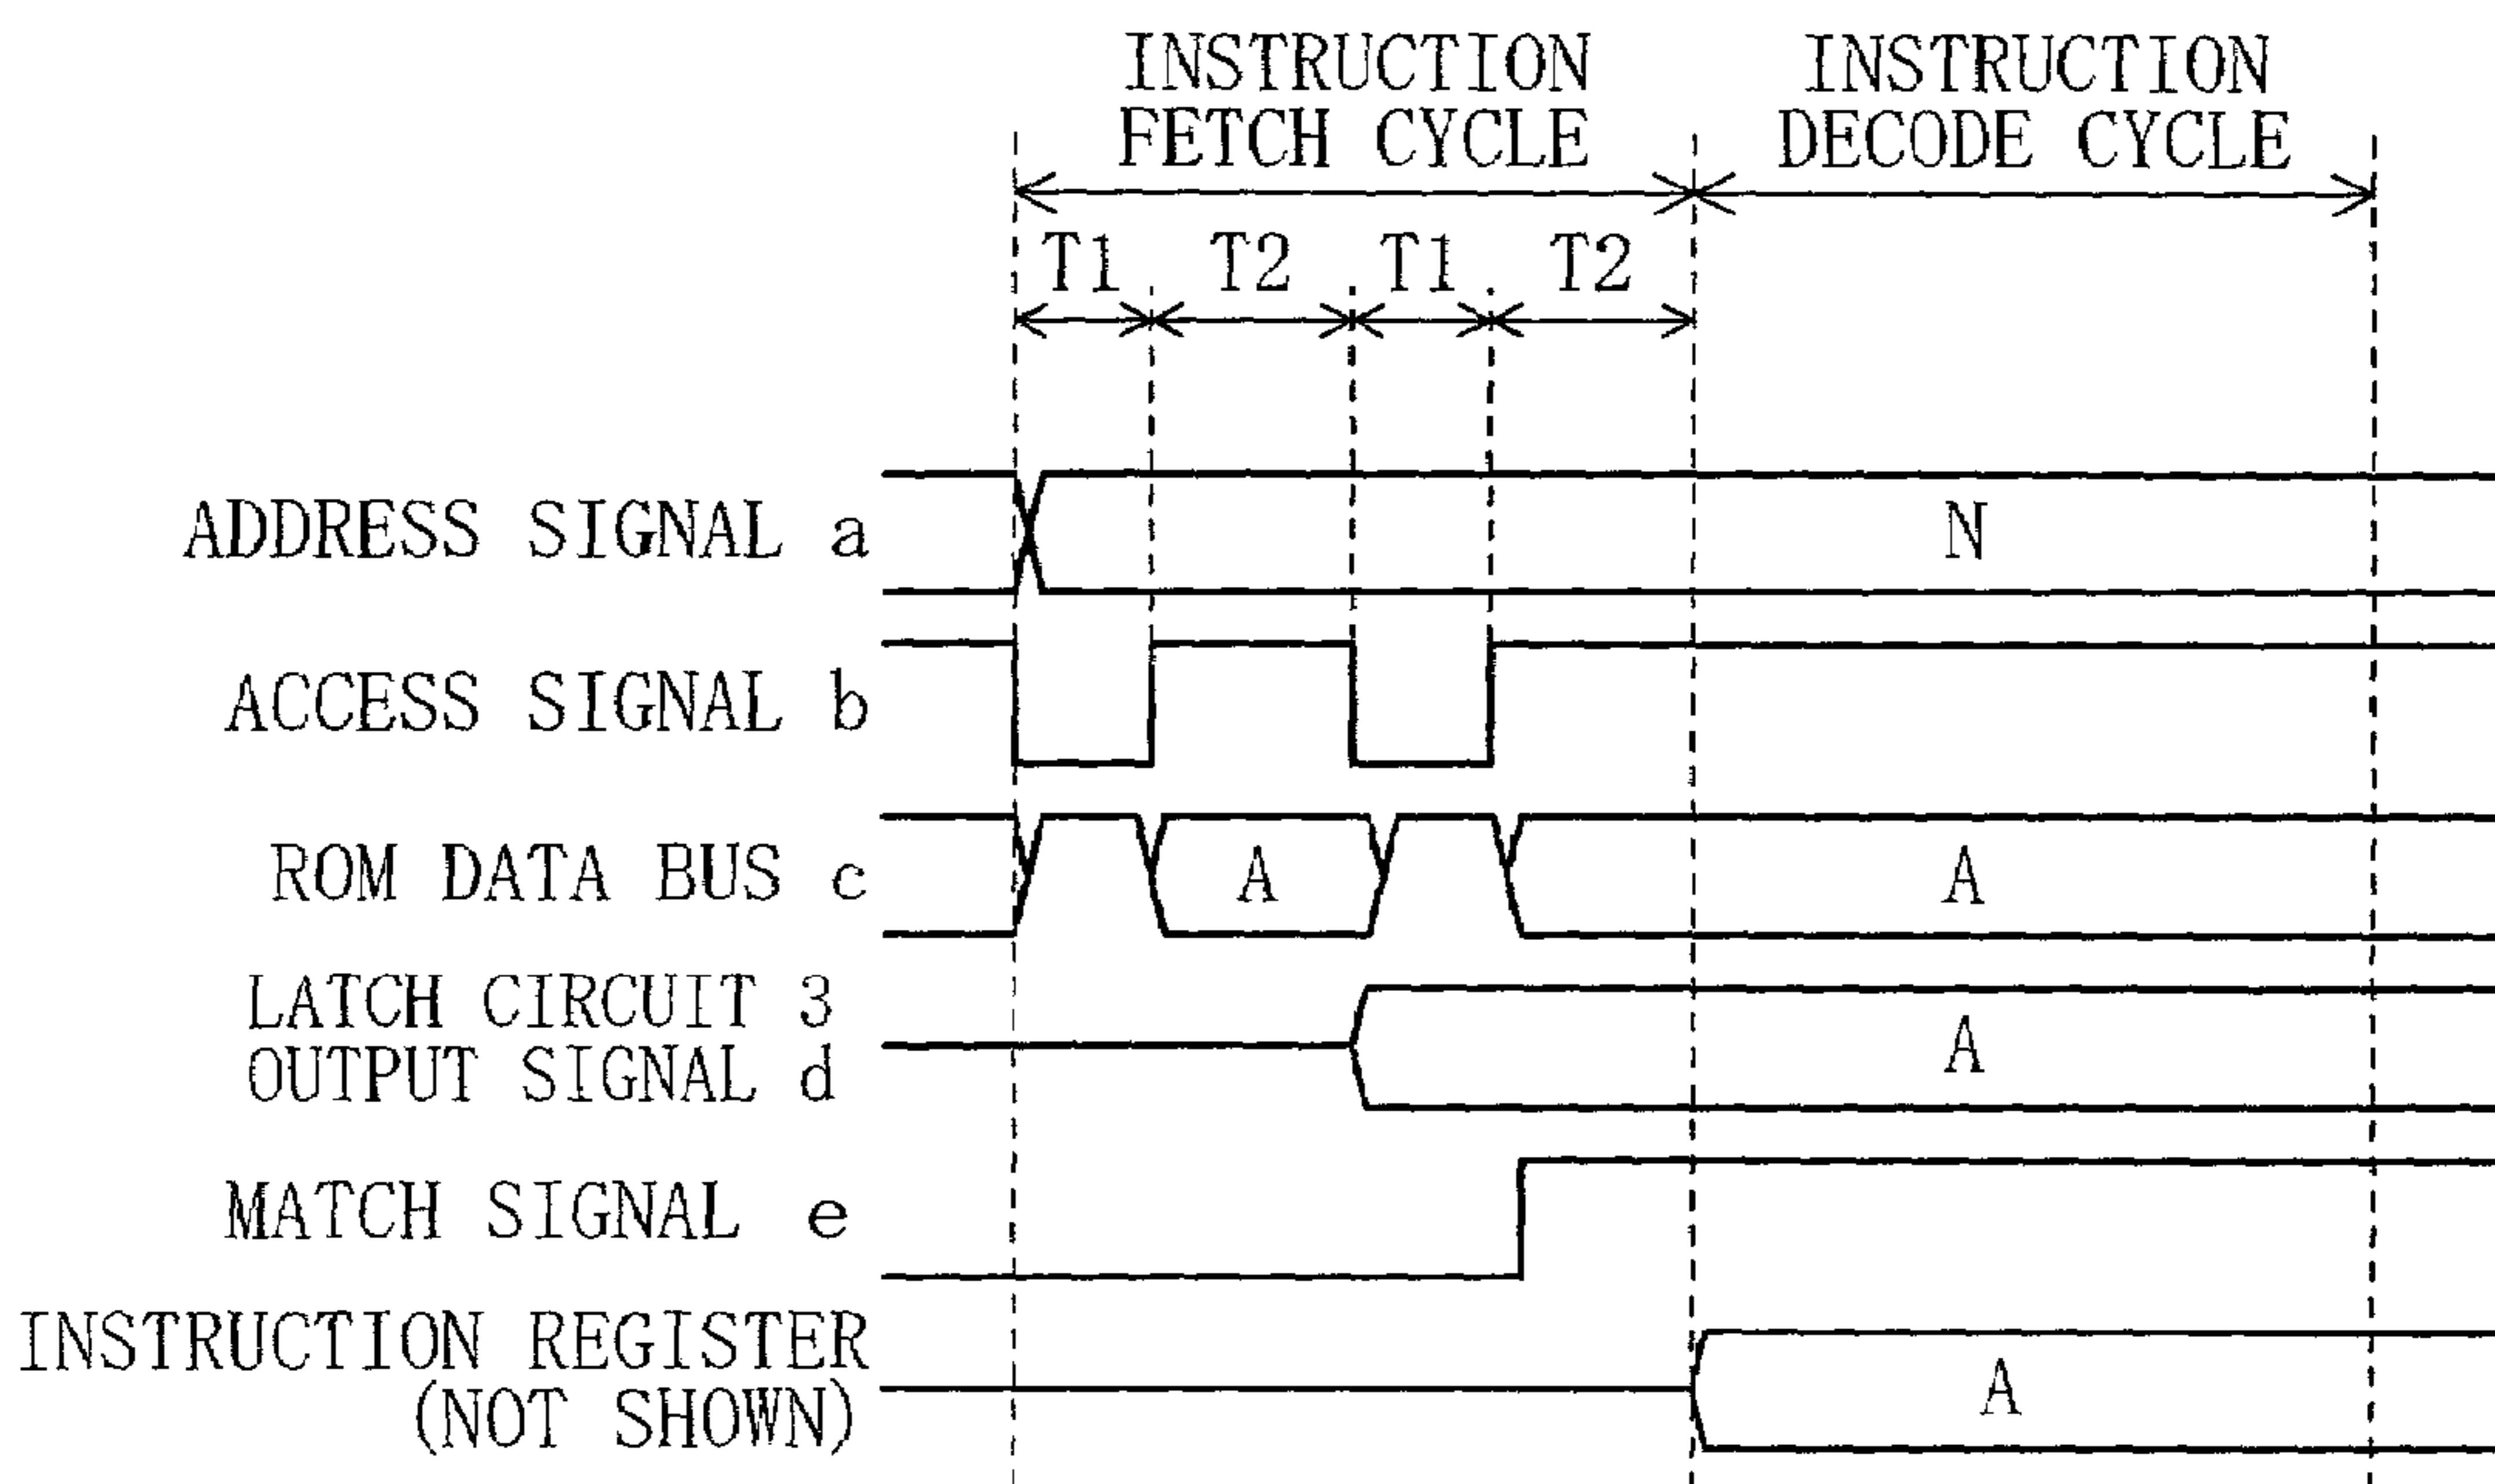 INSTRUCTION FETCH CYCLE
INSTRUCTION DECODE CYCLE
T1 T2 T1 T2
ADDRESS SIGNAL a
N
ACCESS SIGNAL b
ROM DATA BUS c
A A
LATCH CIRCUIT 3
OUTPUT SIGNAL d
A
MATCH SIGNAL e
INSTRUCTION REGISTER
(NOT SHOWN)
A